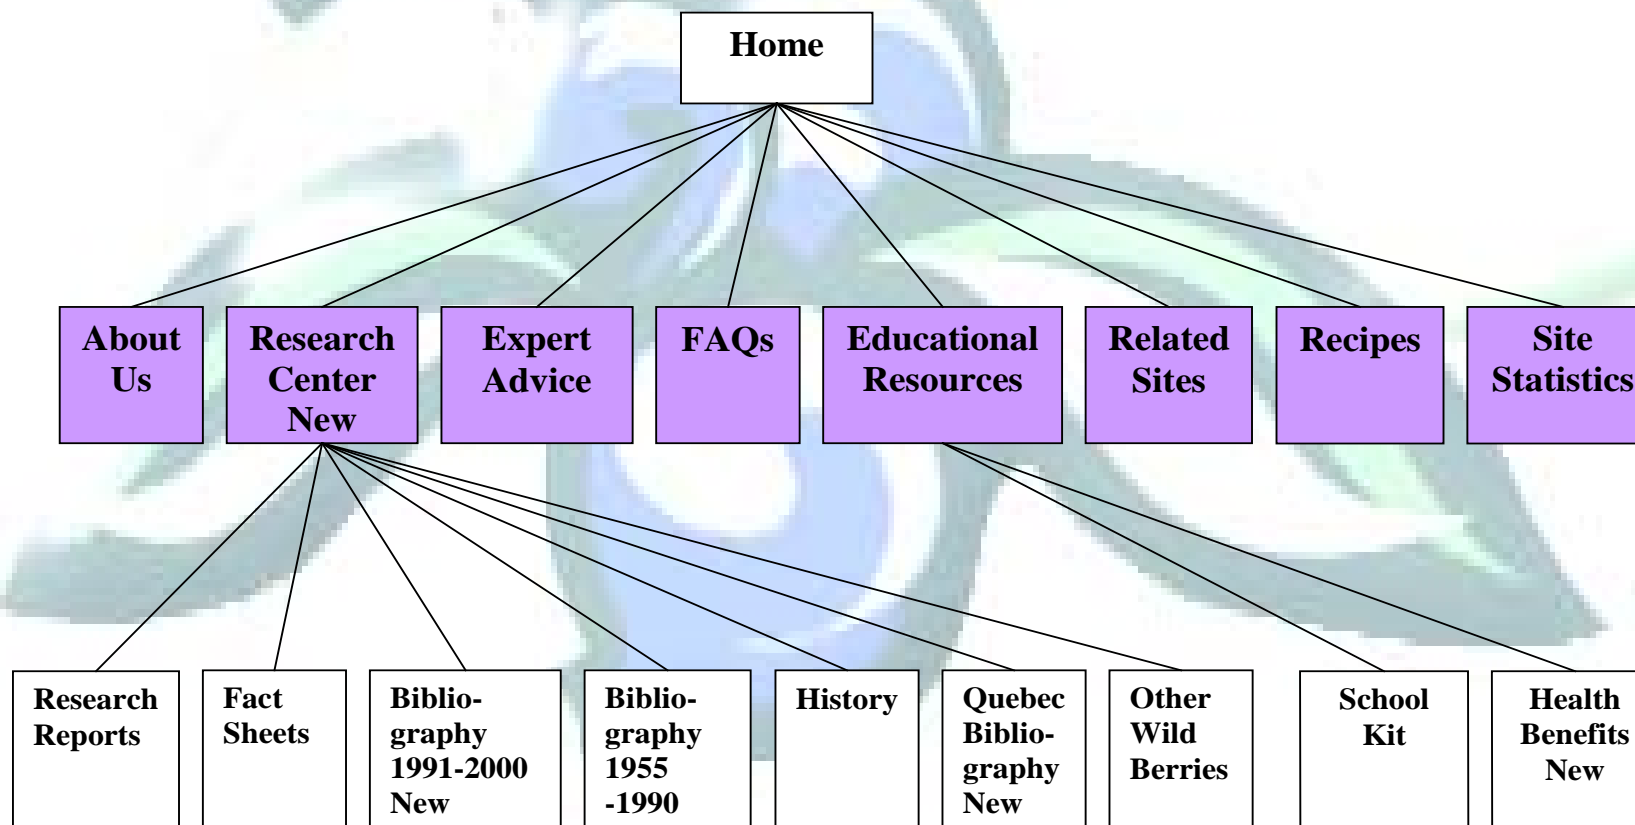 Home
About
Us
Research
Center
New
Expert
Advice
FAQs
Educational
Resources
Related
Sites
Recipes
Site
Statistics
Research
Reports
Fact
Sheets
Biblio-
graphy
1991-2000
New
Biblio-
graphy
1955
-1990
History
Quebec
Biblio-
graphy
New
Other
Wild
Berries
School
Kit
Health
Benefits
New